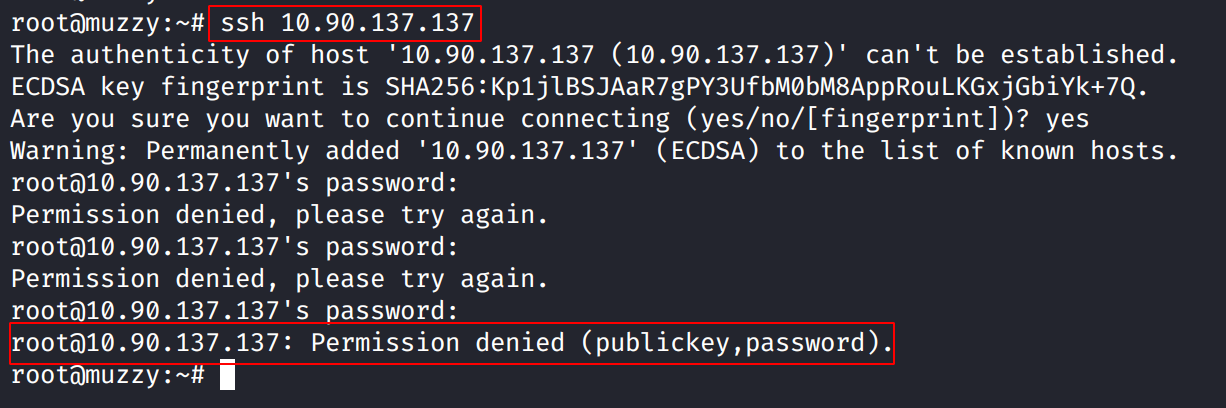 root@muzzy:~# ssh 10.90.137.137
The authenticity of host '10.90.137.137 (10.90.137.137)' can't be established.
ECDSA key fingerprint is SHA256:Kp1jlBSJAaR7gPY3UfbM0bM8AppRouLKGxjGbiYk+7Q.
Are you sure you want to continue connecting (yes/no/[fingerprint])? yes
Warning: Permanently added '10.90.137.137' (ECDSA) to the list of known hosts.
root@10.90.137.137's password:
Permission denied, please try again.
root@10.90.137.137's password:
Permission denied, please try again.
root@10.90.137.137's password:
root@10.90.137.137: Permission denied (publickey,password).
root@muzzy:~#